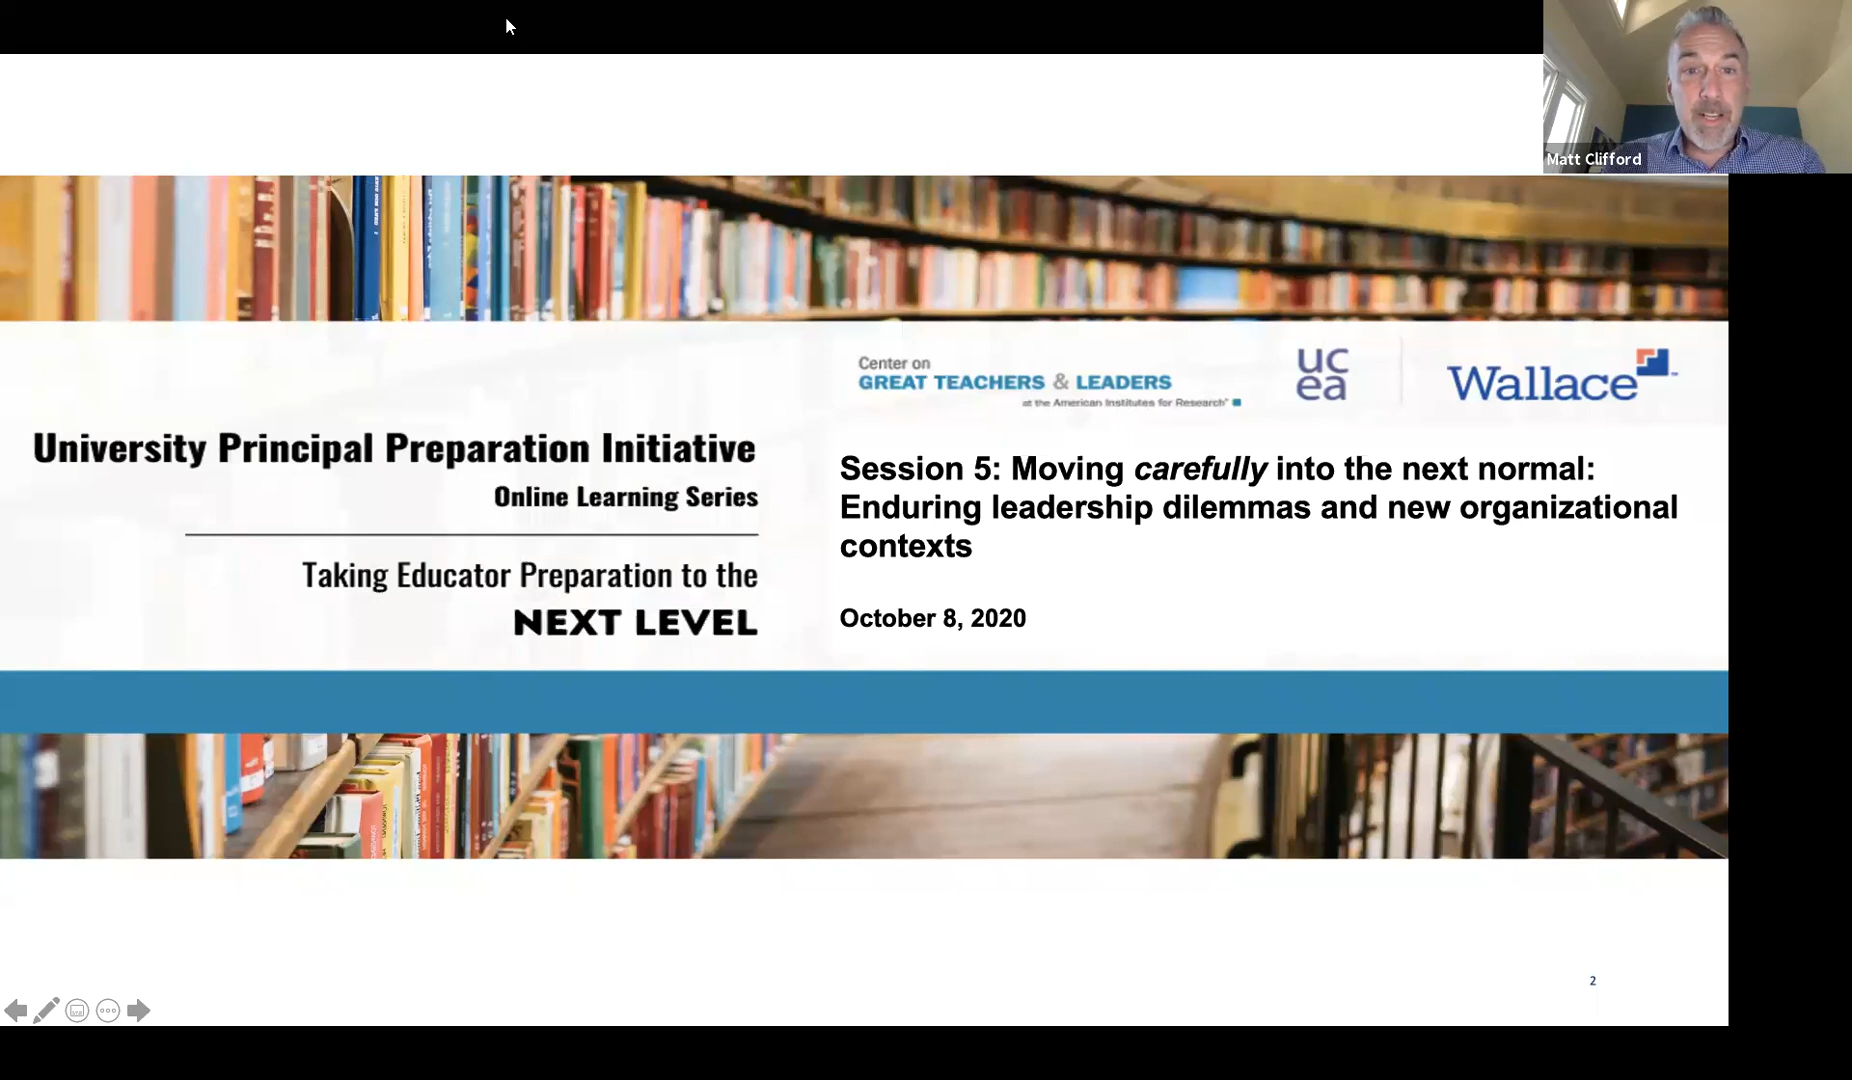 Matt Clifford
Center on
GREAT TEACHERS & LEADERS
at the American Institutes for Research®
uc
ea
Wallace™
University Principal Preparation Initiative
Online Learning Series
Taking Educator Preparation to the
NEXT LEVEL
Session 5: Moving carefully into the next normal:
Enduring leadership dilemmas and new organizational
contexts
October 8, 2020
2